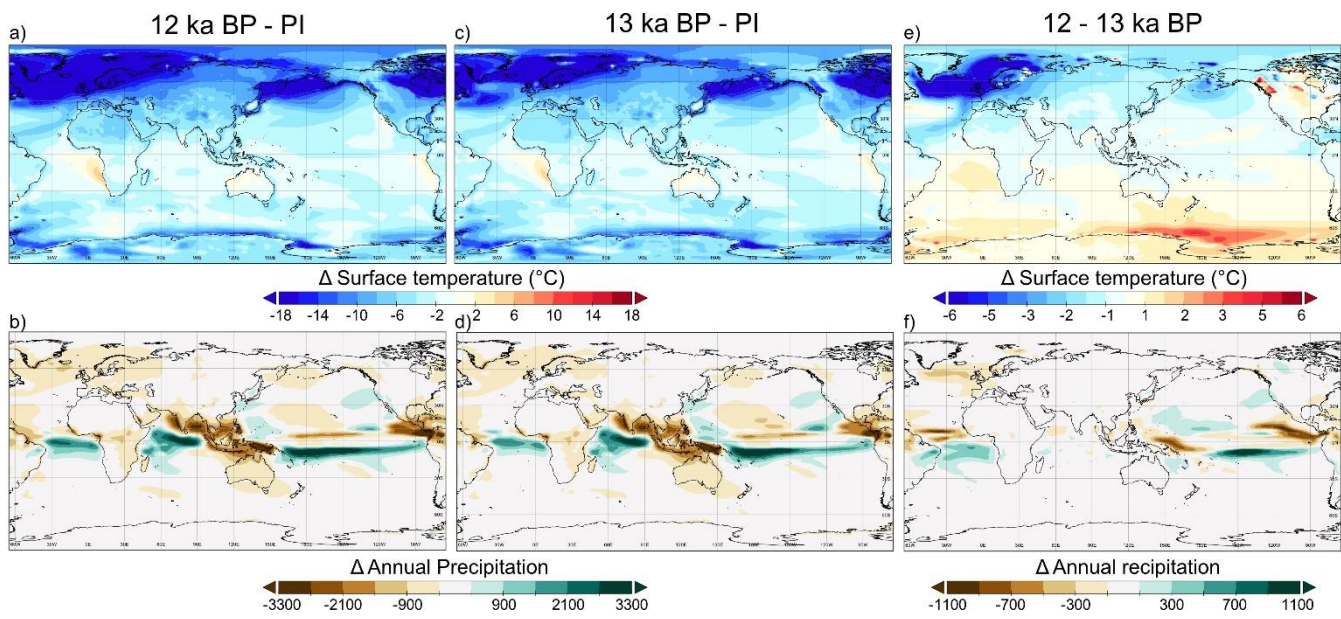 12 ka BP - PI
13 ka BP - PI
12 - 13 ka BP
a)
c)
e)
Δ Surface temperature (°C)
Δ Surface temperature (°C)
-18 -14 -10 -6 -2 2 6 10 14 18
-6 -5 -3 -2 -1 1 2 3 5 6
b)
d)
f)
Δ Annual Precipitation
Δ Annual recipitation
-3300 -2100 -900 900 2100 3300
-1100 -700 -300 300 700 1100